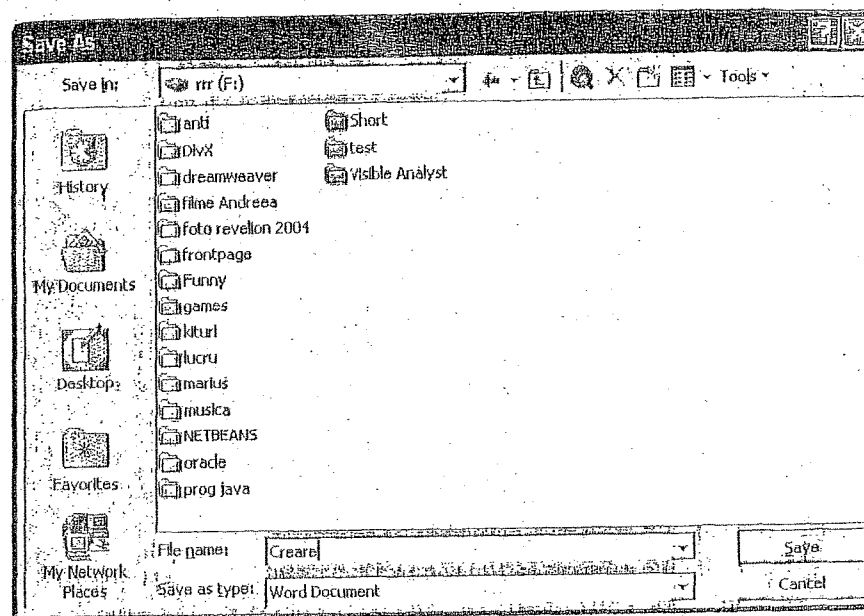 Save As
Save in: rrr (F:) Tools
History
My Documents
Desktop
Favorites
My Network
Places
anti
DivX
dreamweaver
filme Andreea
foto revelion 2004
frontpage
Funny
games
kituri
lucru
marius
musica
NETBEANS
oracle
prog java
Short
test
Visible Analyst
File name: Creare Save
Save as type: Word Document Cancel